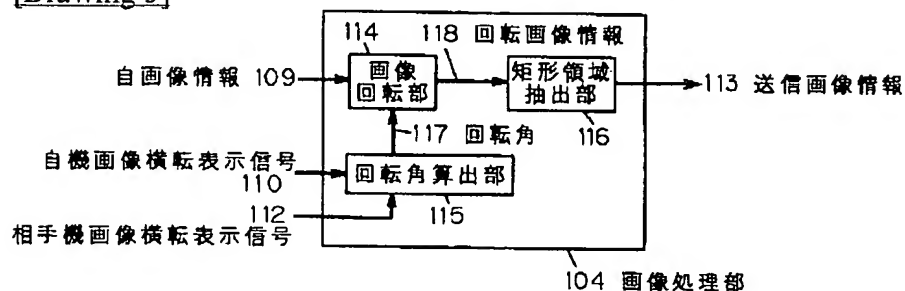 [Drawing 3]
114
118 回転画像情報
自画像情報 109
画像
回転部
矩形領域
抽出部
113 送信画像情報
116
117 回転角
自機画像横転表示信号
110
回転角算出部
112
115
相手機画像横転表示信号
104 画像処理部